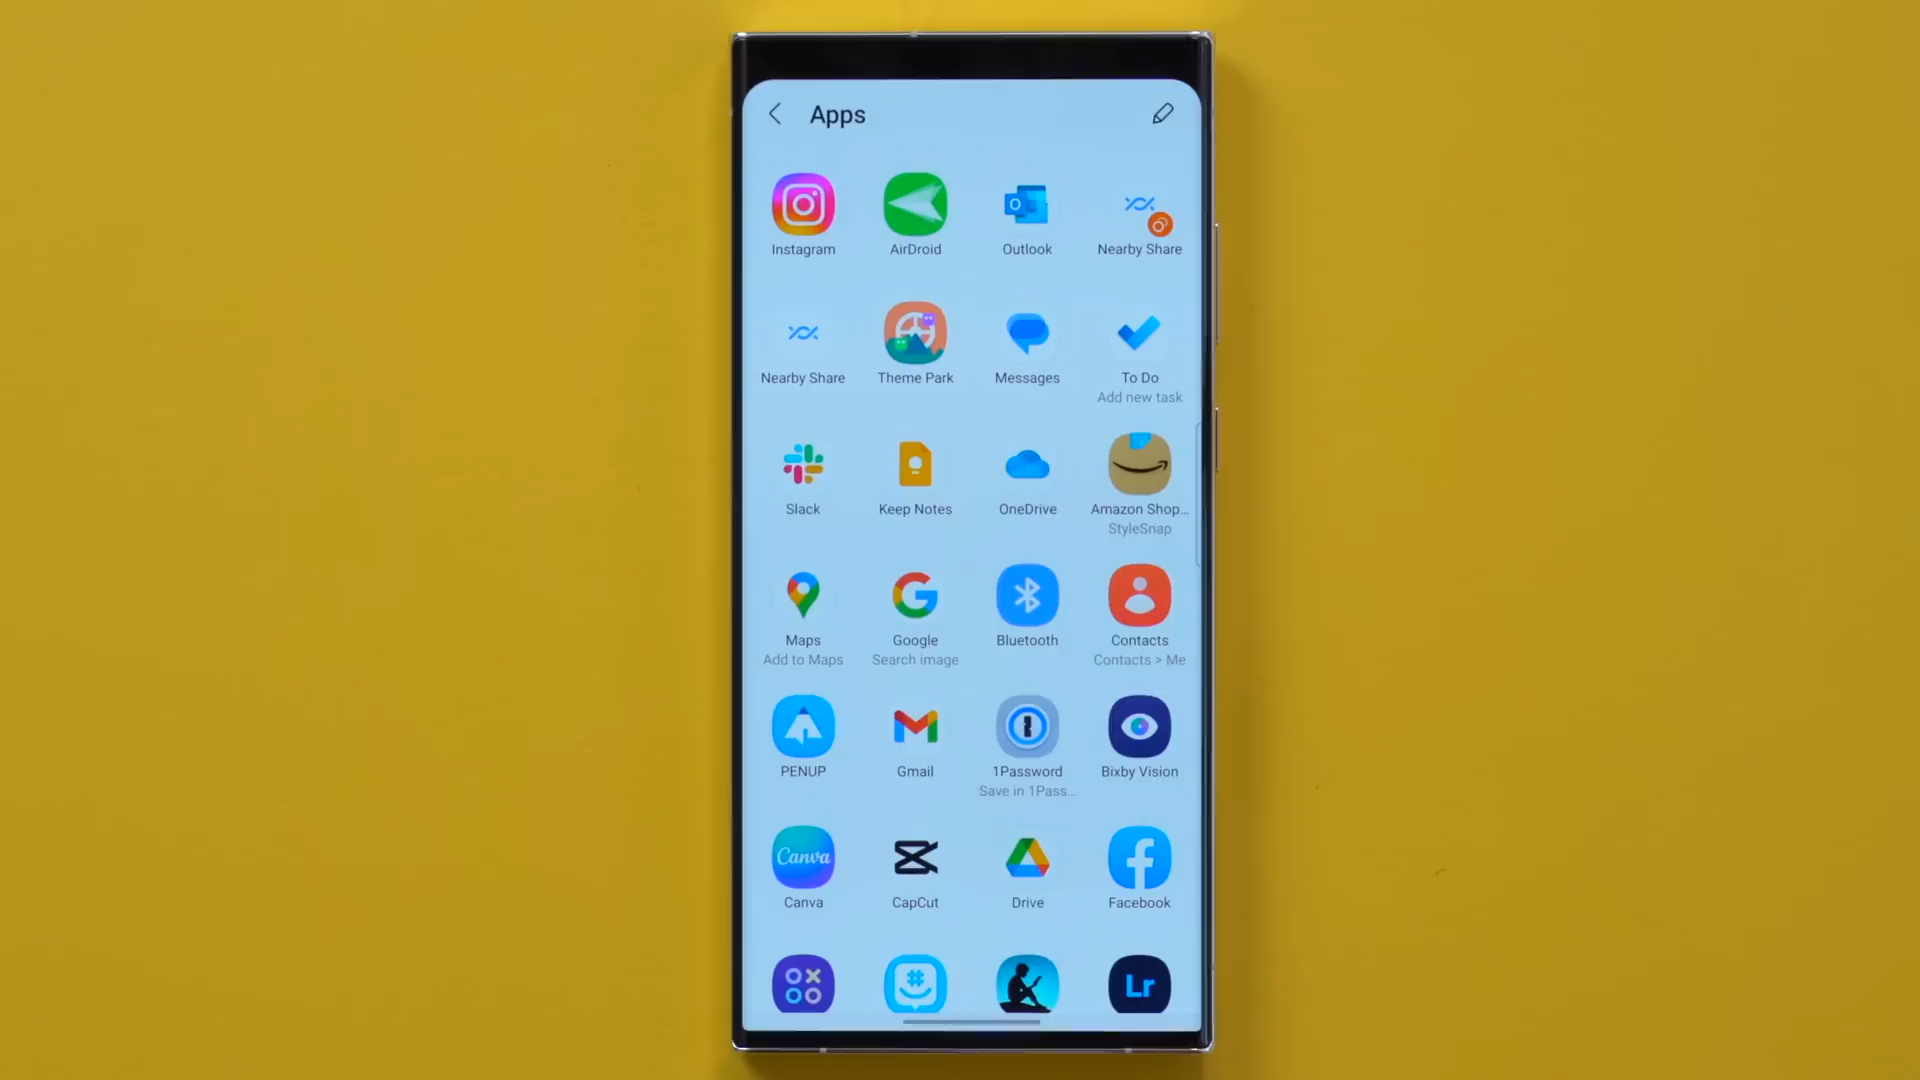 Apps
Instagram
AirDroid
Outlook
Nearby Share
Nearby Share
Theme Park
Messages
To Do
Add new task
Slack
Keep Notes
OneDrive
Amazon Shop...
StyleSnap
Maps
Add to Maps
Google
Search image
Bluetooth
Contacts
Contacts > Me
PENUP
Gmail
1Password
Save in 1Pass...
Bixby Vision
Canva
Canva
CapCut
Drive
Facebook
Lr